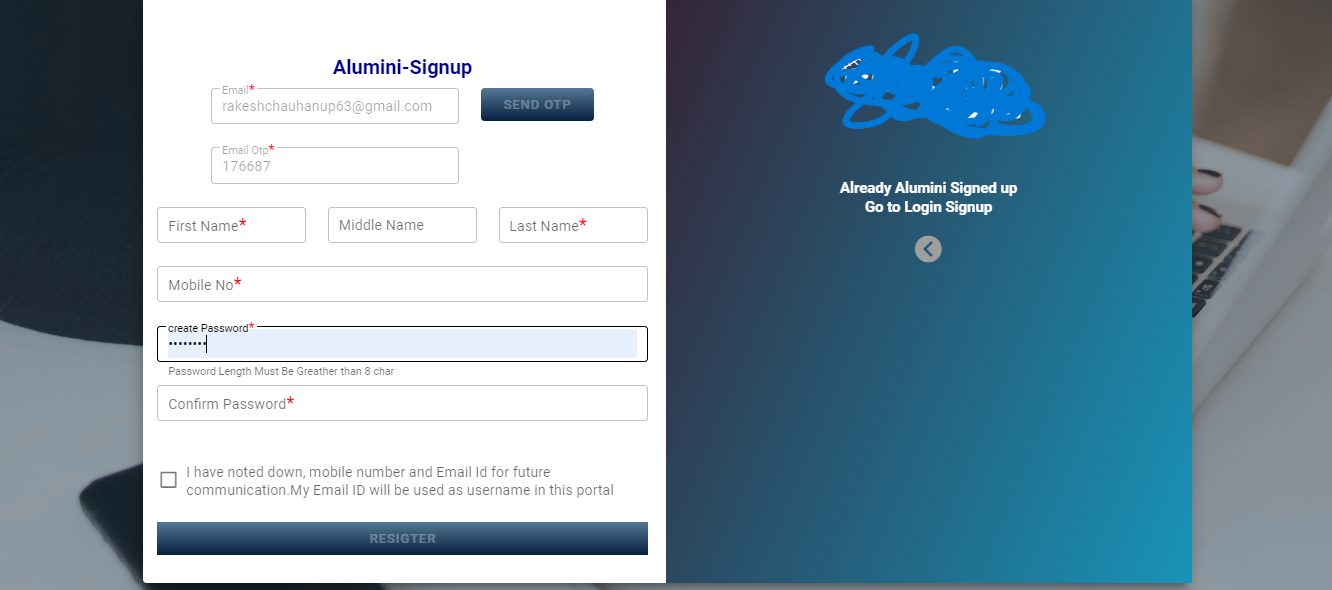 Alumini-Signup
Email*
rakeshchauhanup63@gmail.com
SEND OTP
Email Otp*
176687
First Name*
Middle Name
Last Name*
Mobile No*
create Password*
••••••••
Password Length Must Be Greather than 8 char
Confirm Password*
I have noted down, mobile number and Email Id for future
communication.My Email ID will be used as username in this portal
RESIGTER
Already Alumini Signed up
Go to Login Signup